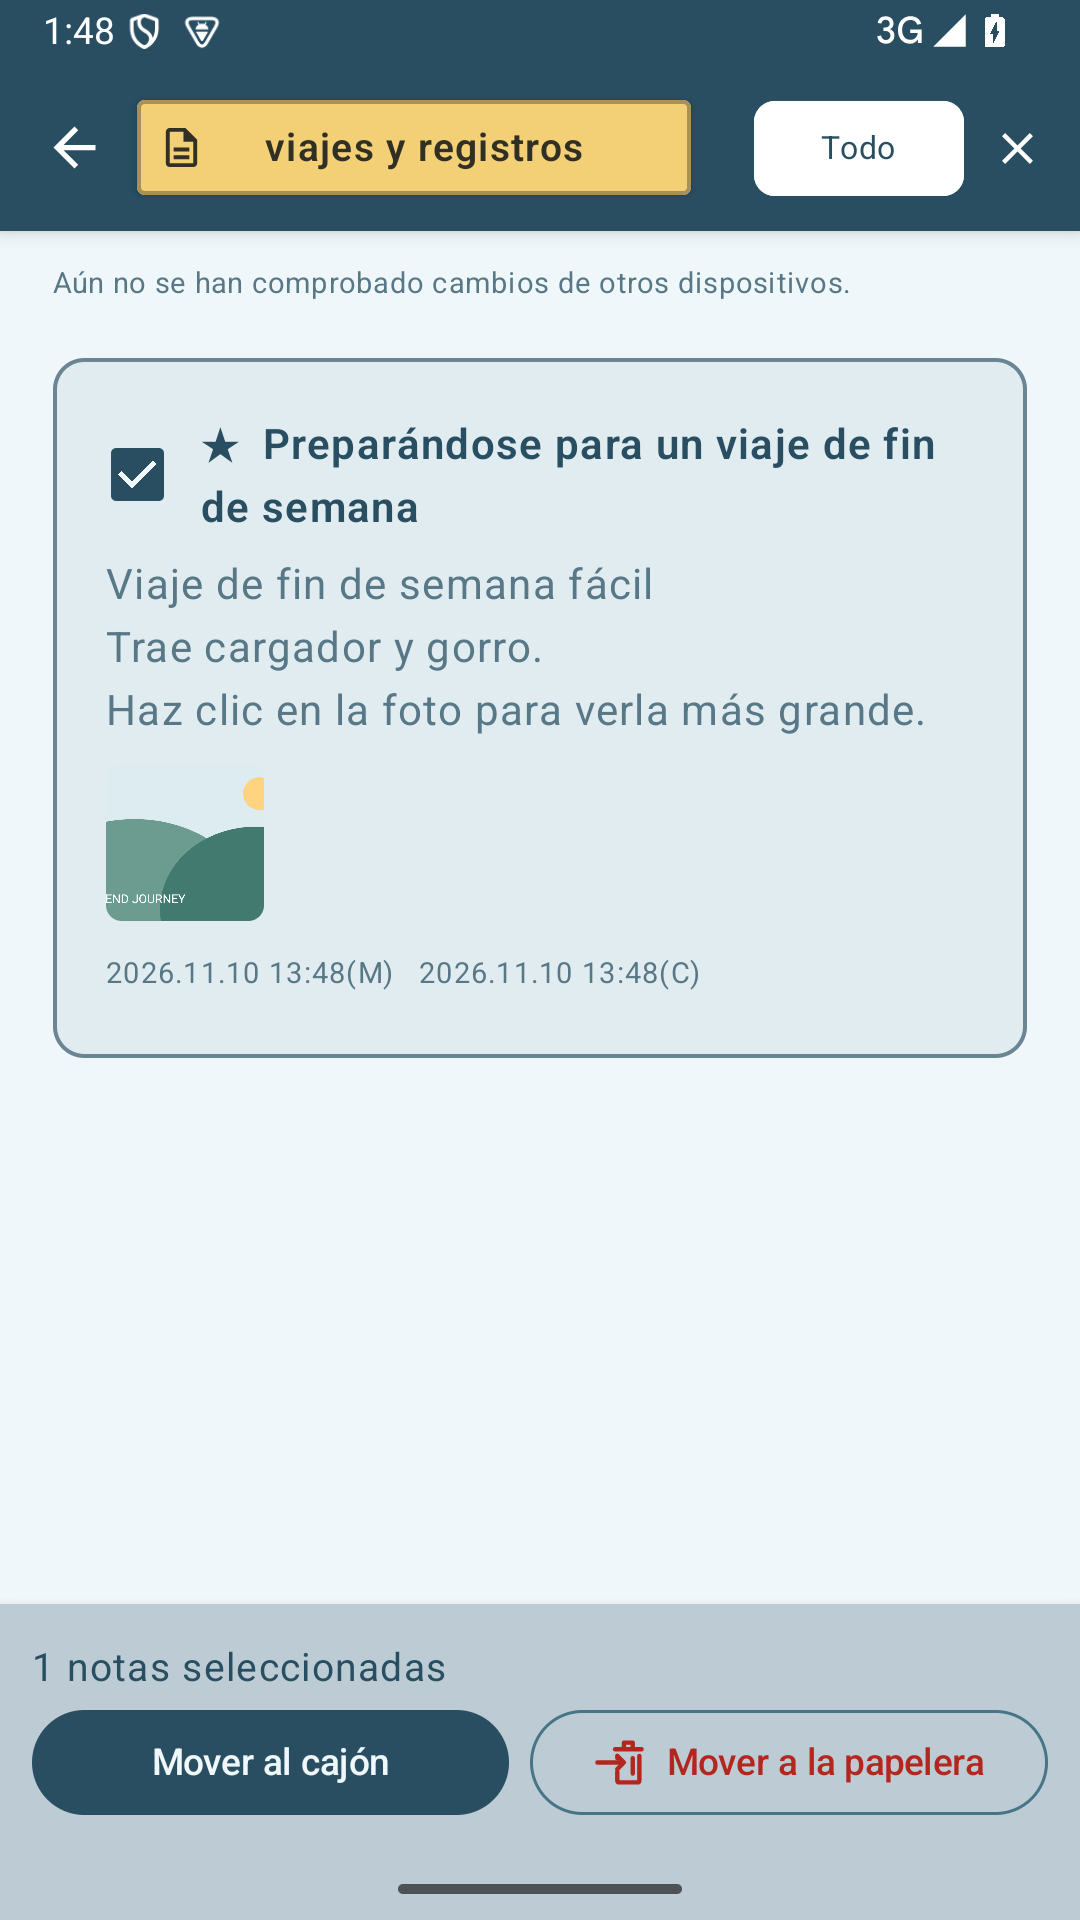 1:48
3G
viajes y registros
Todo
Aún no se han comprobado cambios de otros dispositivos.
★ Preparándose para un viaje de fin
de semana
Viaje de fin de semana fácil
Trae cargador y gorro.
Haz clic en la foto para verla más grande.
END JOURNEY
2026.11.10 13:48(M) 2026.11.10 13:48(C)
1 notas seleccionadas
Mover al cajón
Mover a la papelera